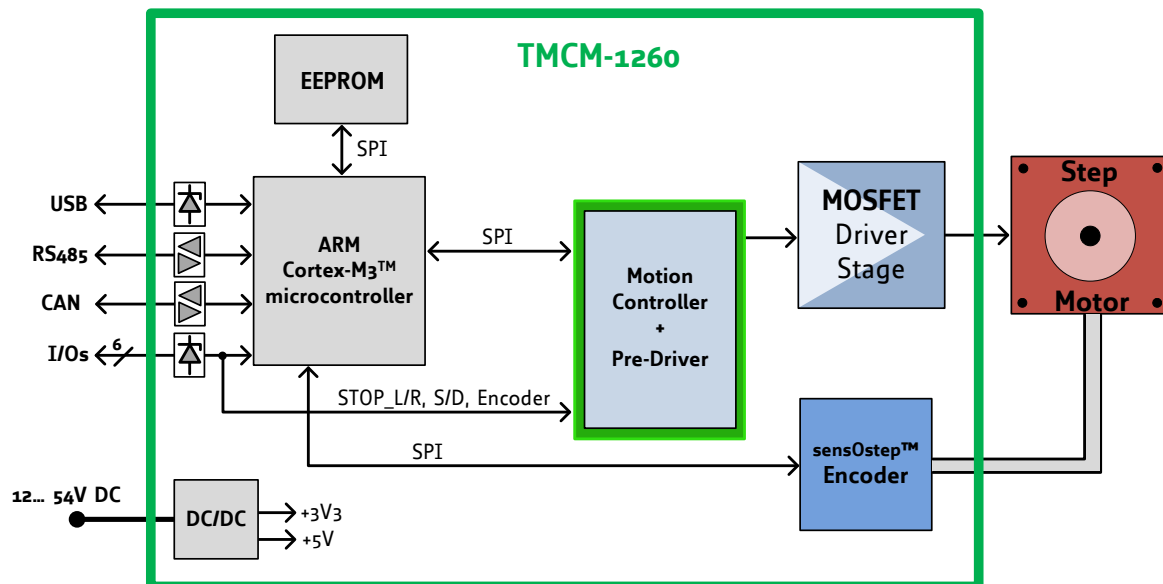 TMCM-1260
EEPROM
SPI
USB
RS485
CAN
I/Os
6
ARM
Cortex-M3™
microcontroller
SPI
Motion
Controller
+
Pre-Driver
MOSFET
Driver
Stage
Step
Motor
STOP_L/R, S/D, Encoder
SPI
sensOstep™
Encoder
12... 54V DC
DC/DC
+3V3
+5V